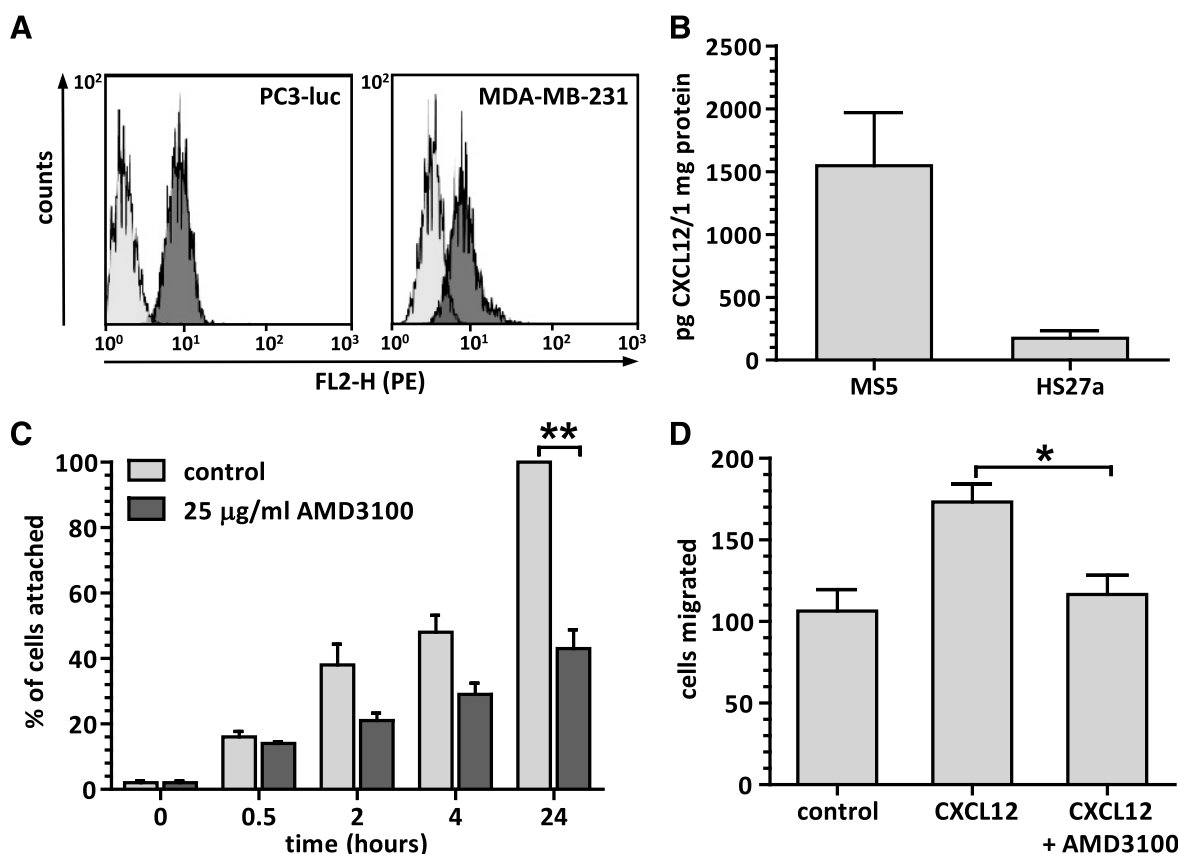 A
10² PC3-luc
10² MDA-MB-231
counts
10⁰ 10¹ 10² 10³
10⁰ 10¹ 10² 10³
FL2-H (PE)
B
pg CXCL12/1 mg protein
2500
2000
1500
1000
500
0
MS5 HS27a
C
% of cells attached
100
80
60
40
20
0
control
25 µg/ml AMD3100
**
0 0.5 2 4 24
time (hours)
D
cells migrated
200
150
100
50
0
*
control CXCL12 CXCL12
+ AMD3100